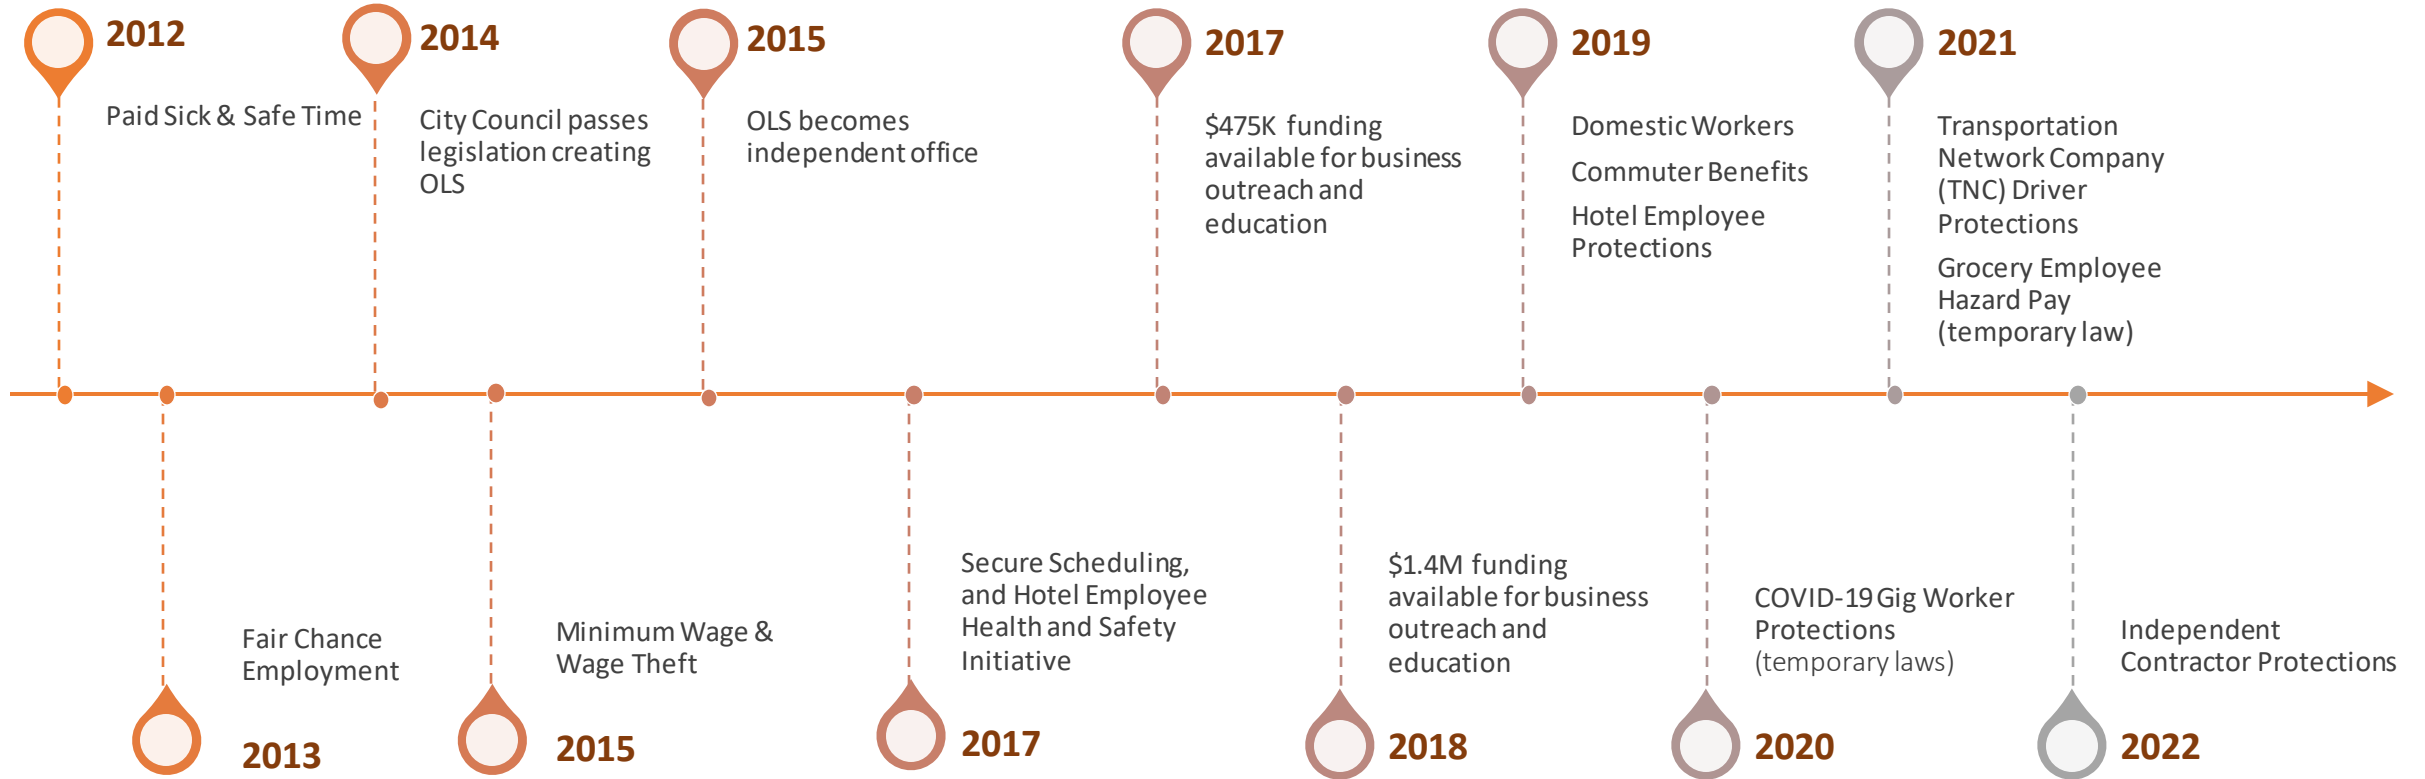 2012
Paid Sick & Safe Time
2014
City Council passes
legislation creating
OLS
2015
OLS becomes
independent office
2017
$475K funding
available for business
outreach and
education
2019
Domestic Workers
Commuter Benefits
Hotel Employee
Protections
2021
Transportation
Network Company
(TNC) Driver
Protections
Grocery Employee
Hazard Pay
(temporary law)
Fair Chance
Employment
2013
Minimum Wage &
Wage Theft
2015
Secure Scheduling,
and Hotel Employee
Health and Safety
Initiative
2017
$1.4M funding
available for business
outreach and
education
2018
COVID-19 Gig Worker
Protections
(temporary laws)
2020
Independent
Contractor Protections
2022